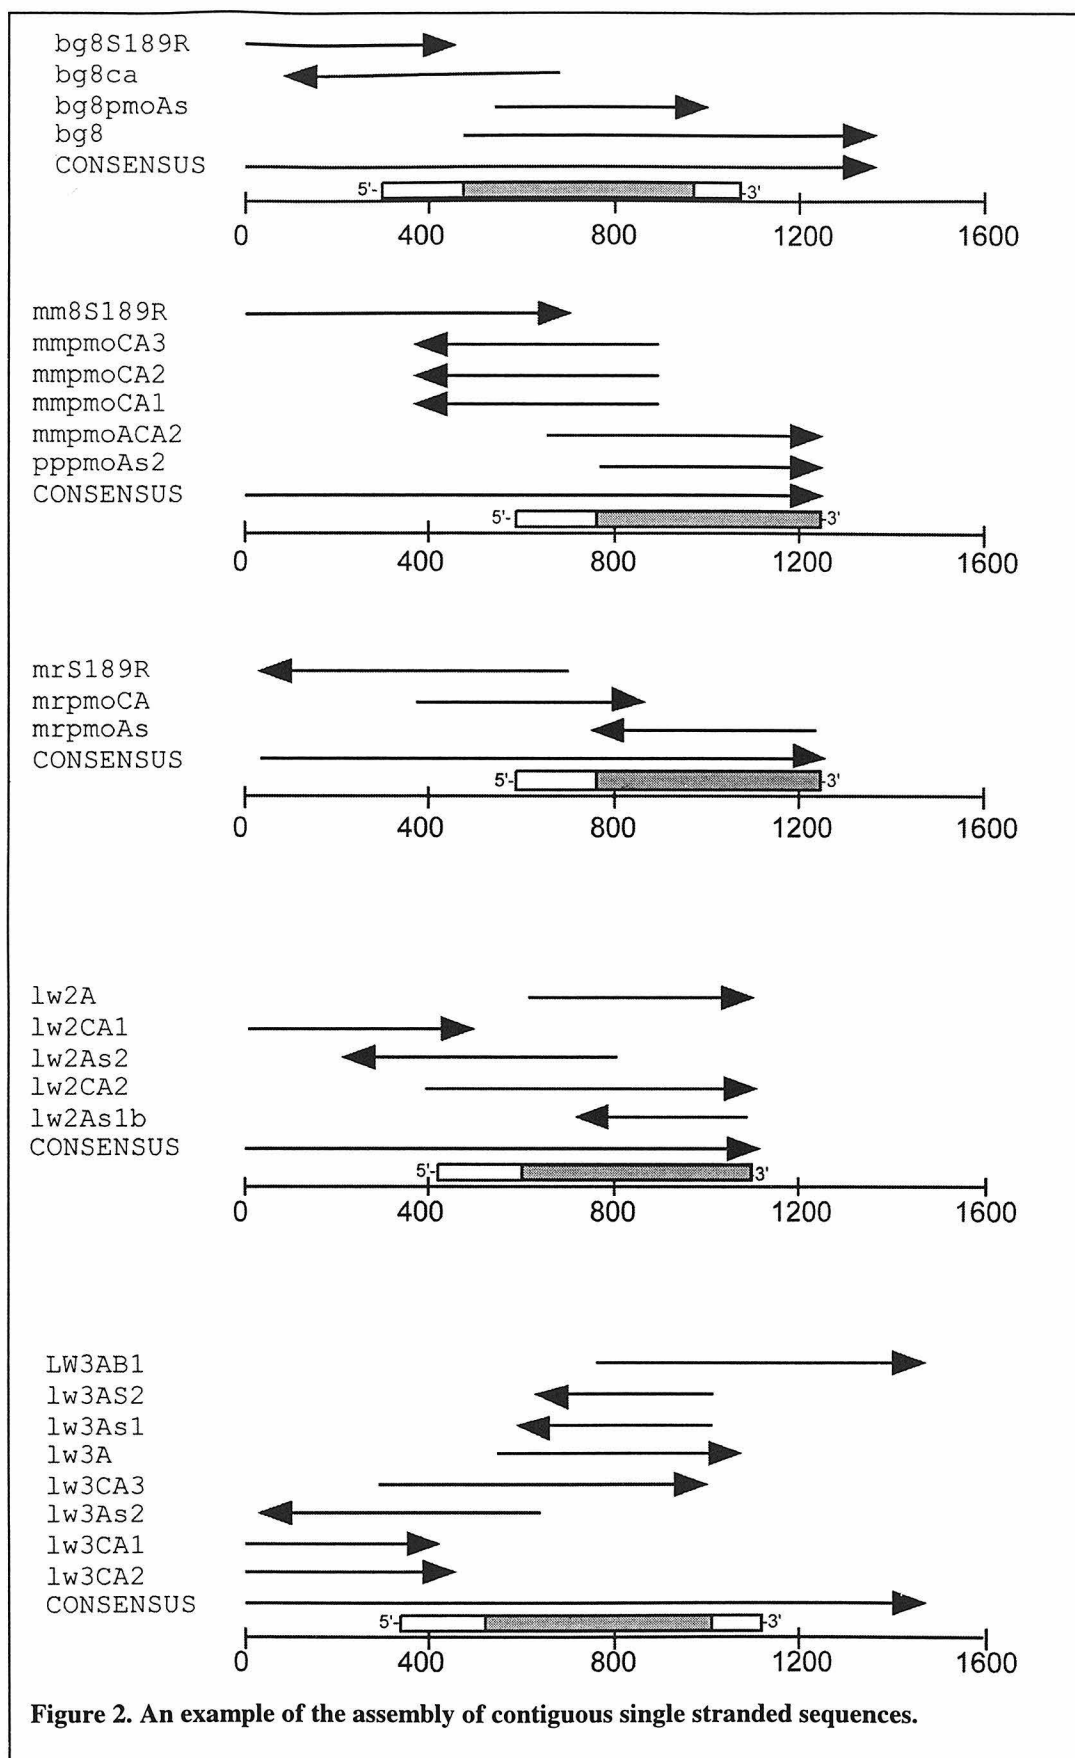 bg8S189R
bg8ca
bg8pmoAs
bg8
CONSENSUS
5'- -3'
0 400 800 1200 1600
mm8S189R
mmpmoCA3
mmpmoCA2
mmpmoCA1
mmpmoACA2
pppmoAs2
CONSENSUS
5'- -3'
0 400 800 1200 1600
mrS189R
mrpmoCA
mrpmoAs
CONSENSUS
5'- -3'
0 400 800 1200 1600
lw2A
lw2CA1
lw2As2
lw2CA2
lw2As1b
CONSENSUS
5'- 3'
0 400 800 1200 1600
LW3AB1
lw3AS2
lw3As1
lw3A
lw3CA3
lw3As2
lw3CA1
lw3CA2
CONSENSUS
5'- -3'
0 400 800 1200 1600
Figure 2. An example of the assembly of contiguous single stranded sequences.